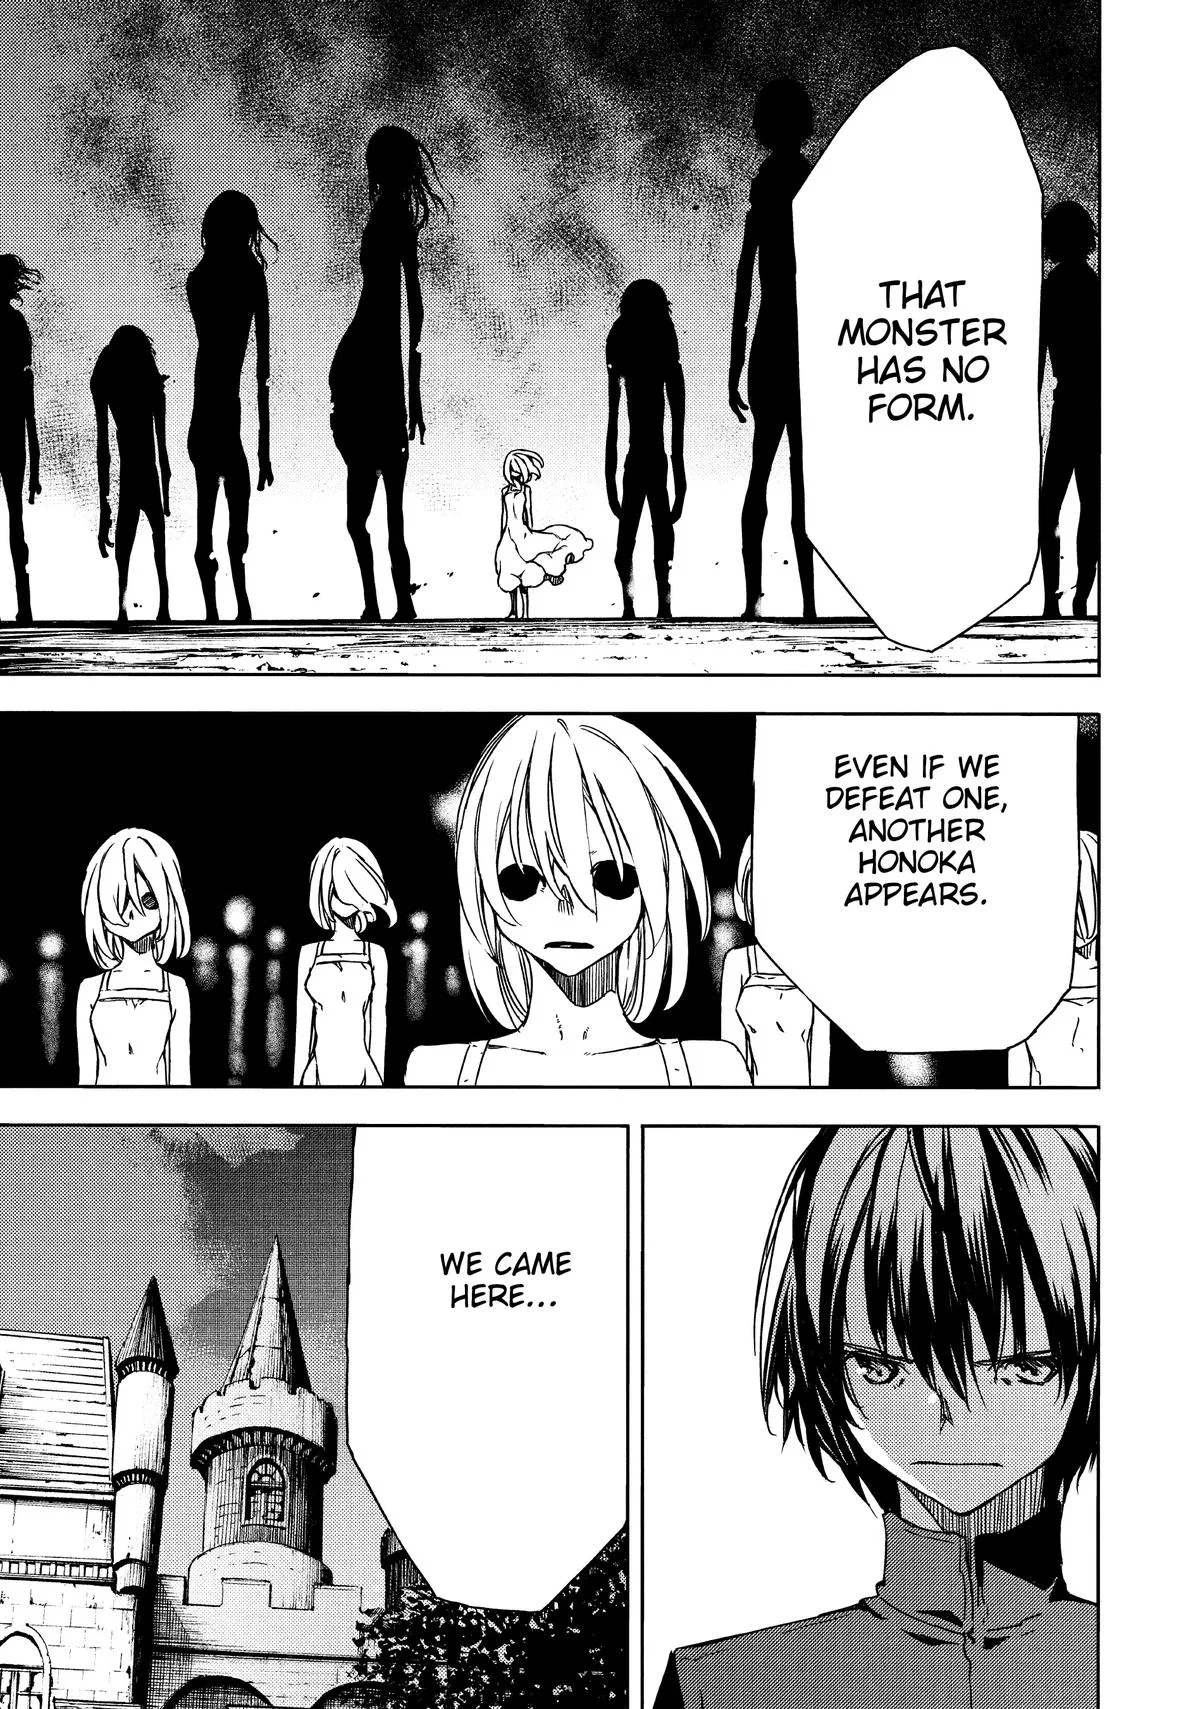 THAT
MONSTER
HAS NO
FORM.
EVEN IF WE
DEFEAT ONE,
ANOTHER
HONOKA
APPEARS.
WE CAME
HERE...